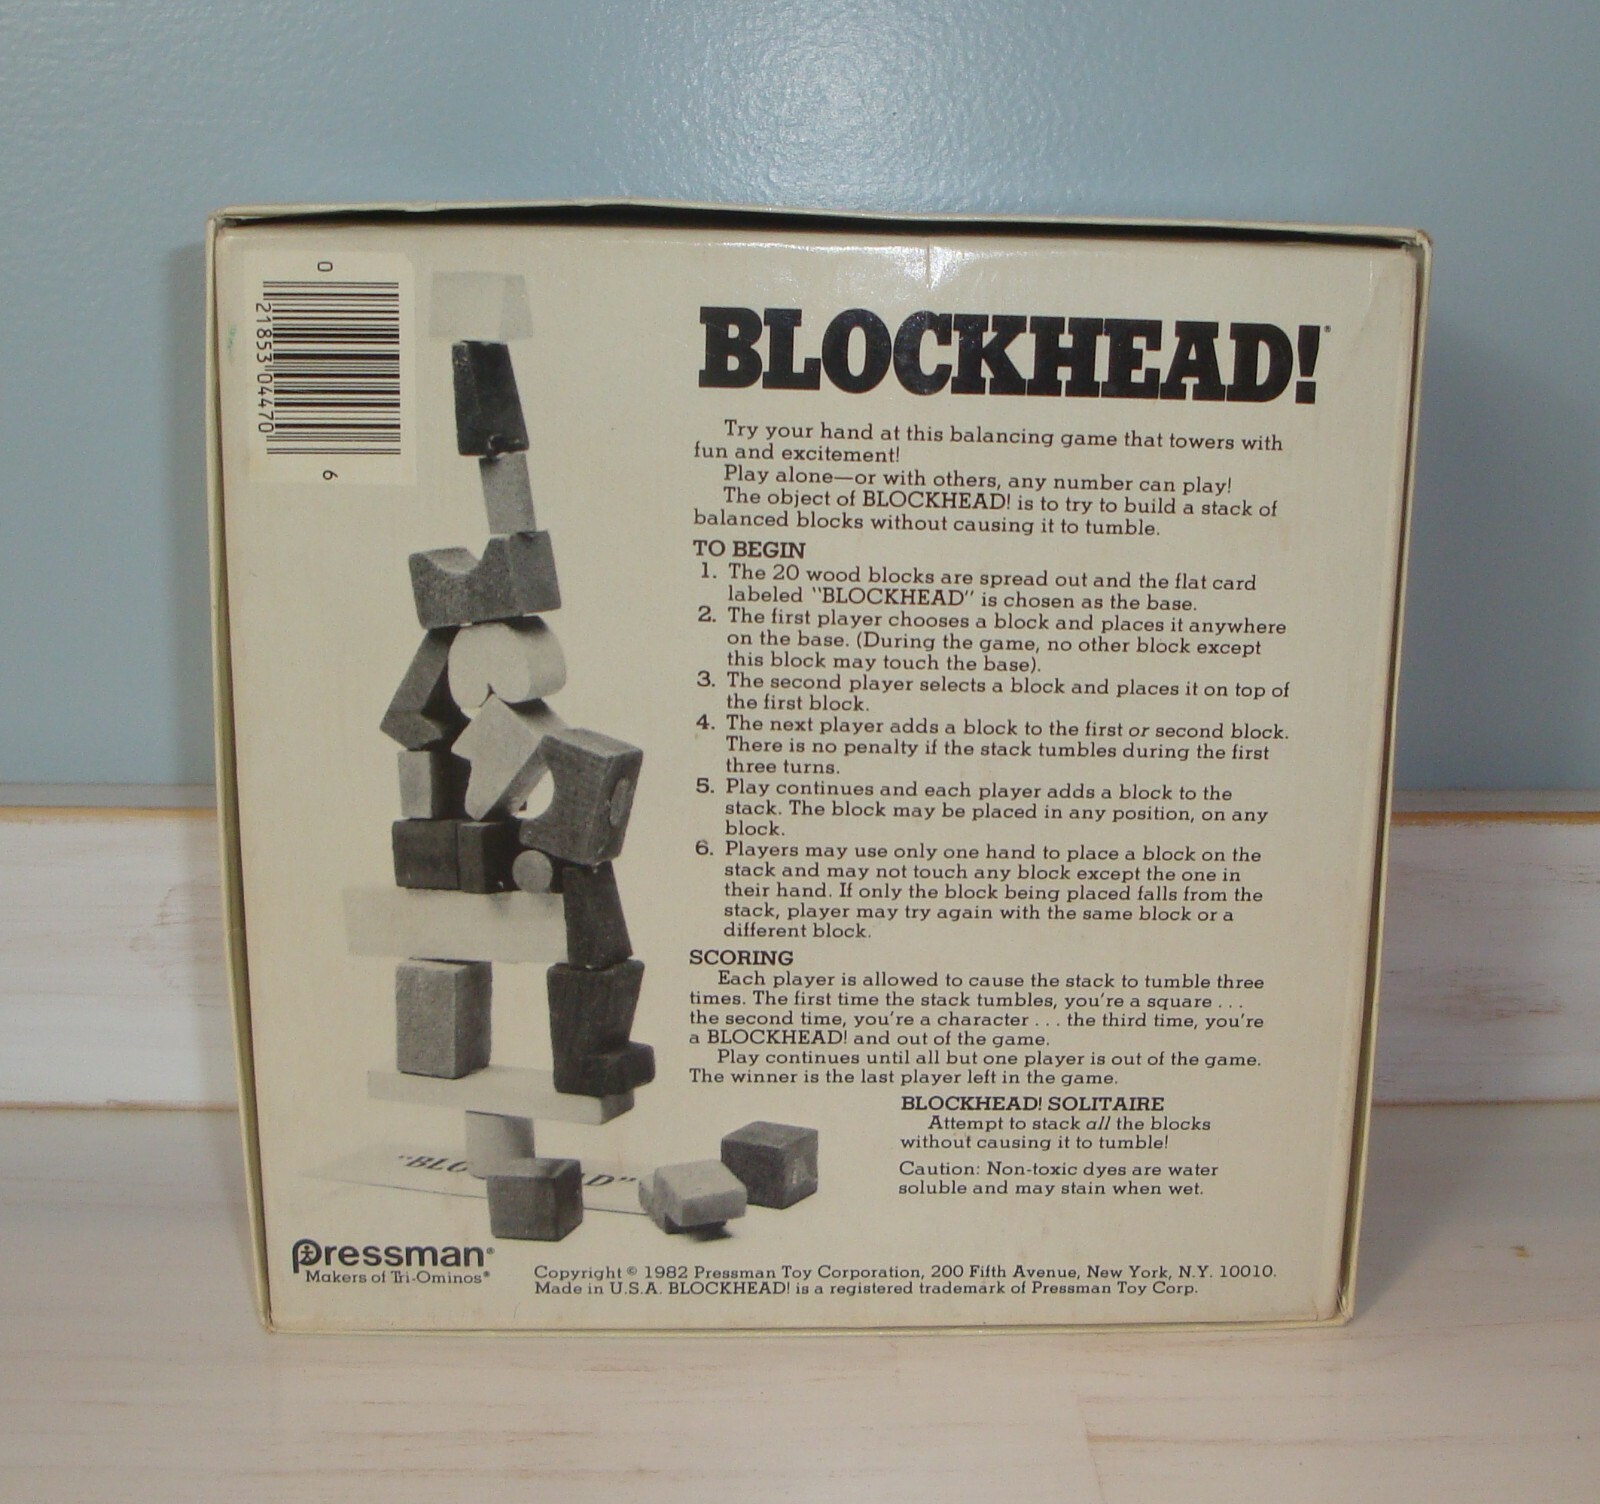 0
21853 04470
6
BLOCKHEAD!®
Try your hand at this balancing game that towers with
fun and excitement!
Play alone—or with others, any number can play!
The object of BLOCKHEAD! is to try to build a stack of
balanced blocks without causing it to tumble.
TO BEGIN
1. The 20 wood blocks are spread out and the flat card
labeled "BLOCKHEAD" is chosen as the base.
2. The first player chooses a block and places it anywhere
on the base. (During the game, no other block except
this block may touch the base).
3. The second player selects a block and places it on top of
the first block.
4. The next player adds a block to the first or second block.
There is no penalty if the stack tumbles during the first
three turns.
5. Play continues and each player adds a block to the
stack. The block may be placed in any position, on any
block.
6. Players may use only one hand to place a block on the
stack and may not touch any block except the one in
their hand. If only the block being placed falls from the
stack, player may try again with the same block or a
different block.
SCORING
Each player is allowed to cause the stack to tumble three
times. The first time the stack tumbles, you're a square . . .
the second time, you're a character . . . the third time, you're
a BLOCKHEAD! and out of the game.
Play continues until all but one player is out of the game.
The winner is the last player left in the game.
BLOCKHEAD! SOLITAIRE
Attempt to stack all the blocks
without causing it to tumble!
Caution: Non-toxic dyes are water
soluble and may stain when wet.
"BLO D"
Pressman®
Makers of Tri-Ominos®
Copyright © 1982 Pressman Toy Corporation, 200 Fifth Avenue, New York, N.Y. 10010.
Made in U.S.A. BLOCKHEAD! is a registered trademark of Pressman Toy Corp.